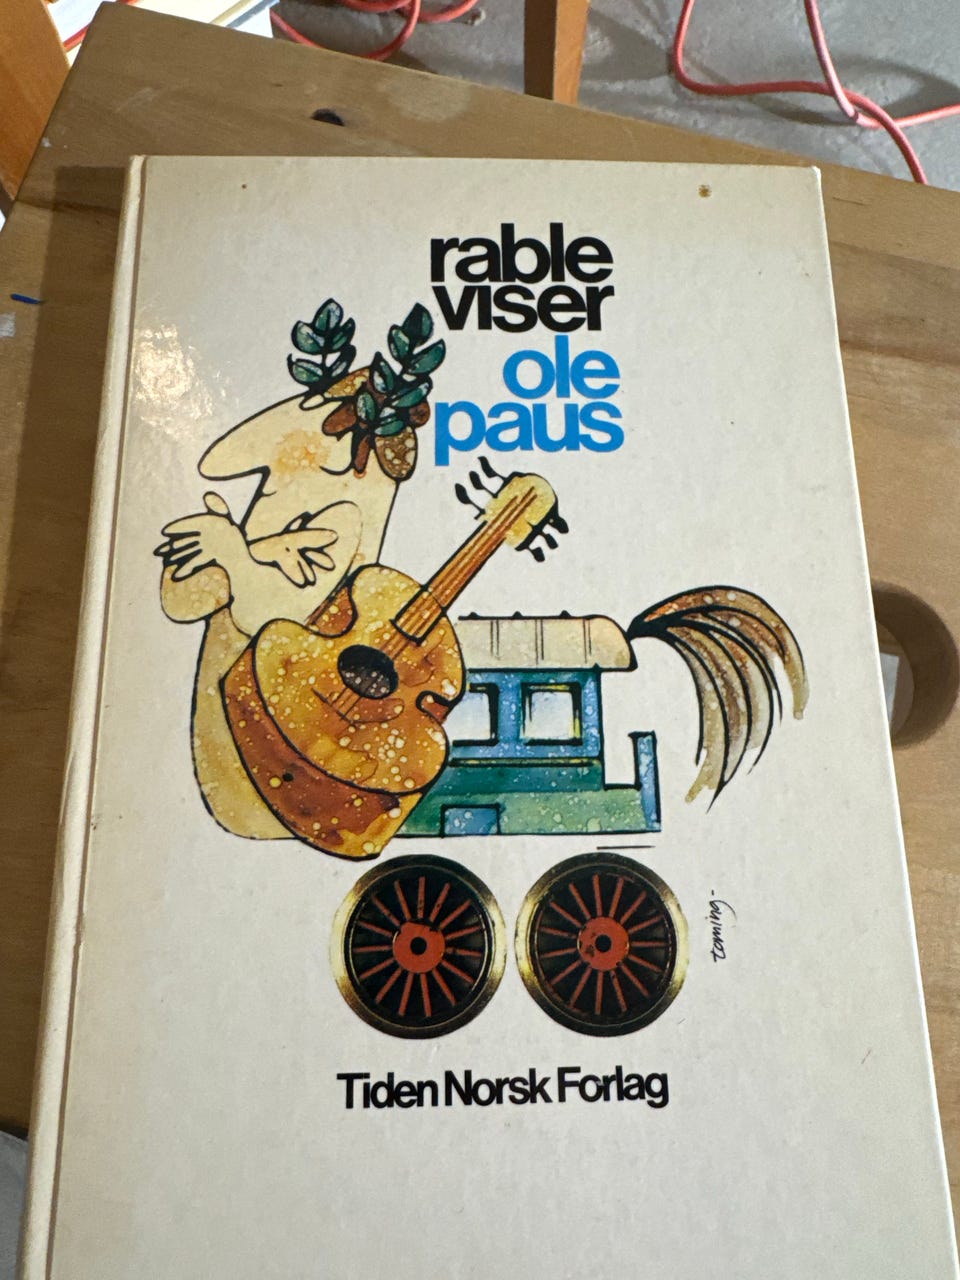 rable
viser
ole
paus
Tiden Norsk Forlag